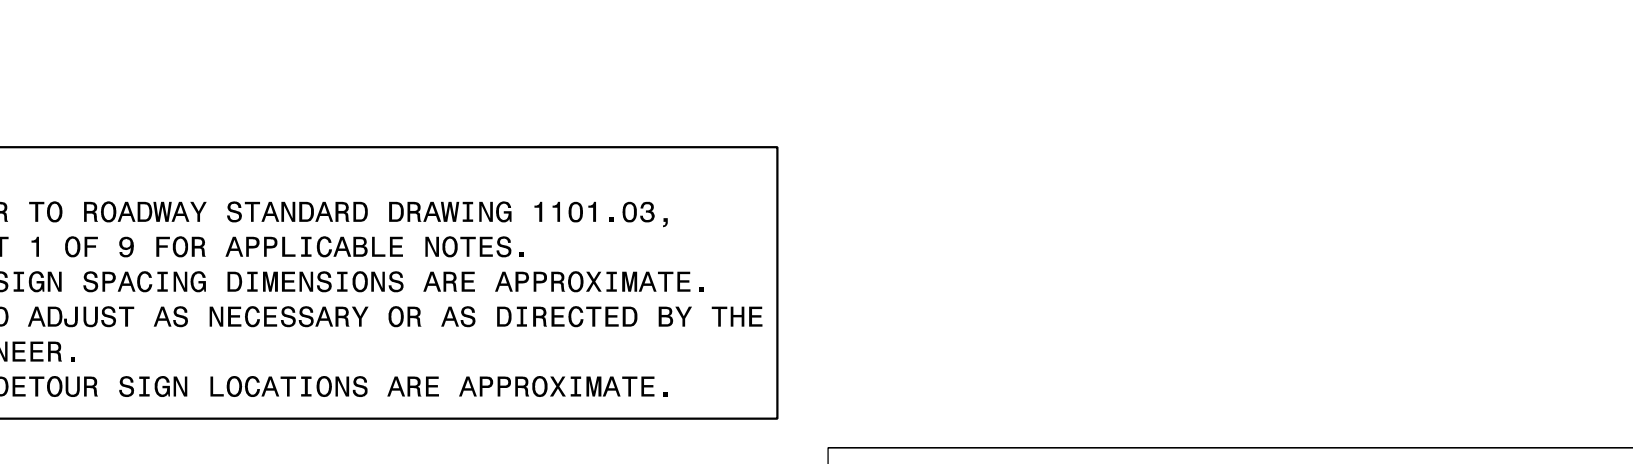 R TO ROADWAY STANDARD DRAWING 1101.03,
T 1 OF 9 FOR APPLICABLE NOTES.
SIGN SPACING DIMENSIONS ARE APPROXIMATE.
D ADJUST AS NECESSARY OR AS DIRECTED BY THE
NEER.
DETOUR SIGN LOCATIONS ARE APPROXIMATE.